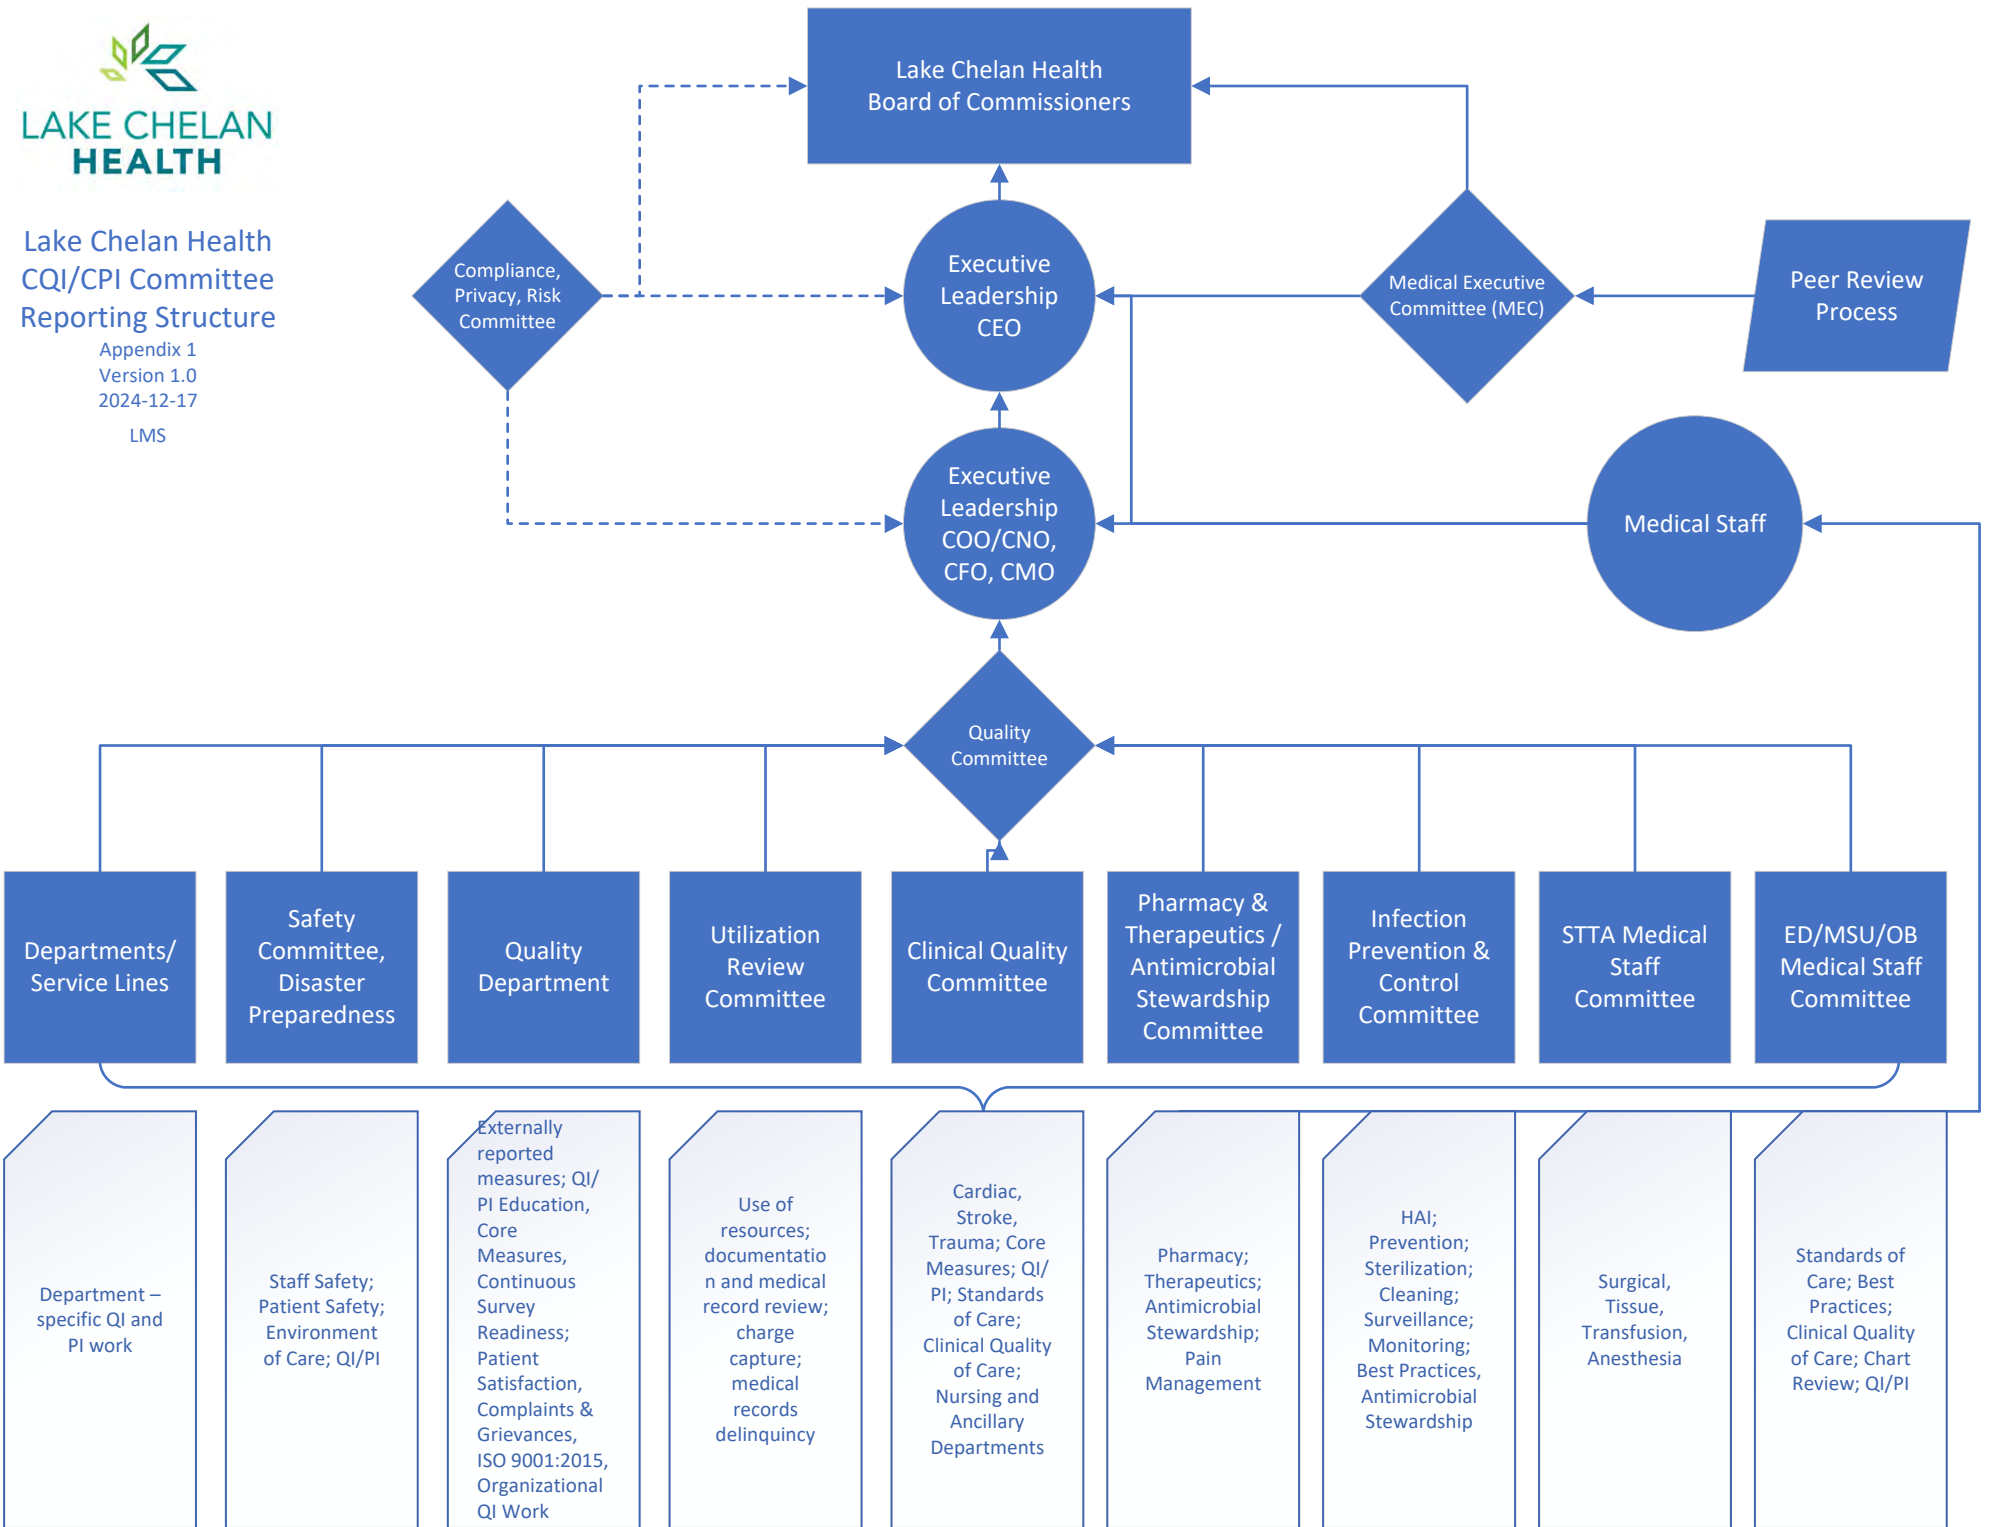 LAKE CHELAN
HEALTH
Lake Chelan Health
CQI/CPI Committee
Reporting Structure
Appendix 1
Version 1.0
2024-12-17
LMS
Lake Chelan Health
Board of Commissioners
Compliance,
Privacy, Risk
Committee
Executive
Leadership
CEO
Medical Executive
Committee (MEC)
Peer Review
Process
Executive
Leadership
COO/CNO,
CFO, CMO
Medical Staff
Quality
Committee
Departments/
Service Lines
Safety
Committee,
Disaster
Preparedness
Quality
Department
Utilization
Review
Committee
Clinical Quality
Committee
Pharmacy &
Therapeutics /
Antimicrobial
Stewardship
Committee
Infection
Prevention &
Control
Committee
STTA Medical
Staff
Committee
ED/MSU/OB
Medical Staff
Committee
Department –
specific QI and
PI work
Staff Safety;
Patient Safety;
Environment
of Care; QI/PI
Externally
reported
measures; QI/
PI Education,
Core
Measures,
Continuous
Survey
Readiness;
Patient
Satisfaction,
Complaints &
Grievances,
ISO 9001:2015,
Organizational
QI Work
Use of
resources;
documentatio
n and medical
record review;
charge
capture;
medical
records
delinquincy
Cardiac,
Stroke,
Trauma; Core
Measures; QI/
PI; Standards
of Care;
Clinical Quality
of Care;
Nursing and
Ancillary
Departments
Pharmacy;
Therapeutics;
Antimicrobial
Stewardship;
Pain
Management
HAI;
Prevention;
Sterilization;
Cleaning;
Surveillance;
Monitoring;
Best Practices,
Antimicrobial
Stewardship
Surgical,
Tissue,
Transfusion,
Anesthesia
Standards of
Care; Best
Practices;
Clinical Quality
of Care; Chart
Review; QI/PI